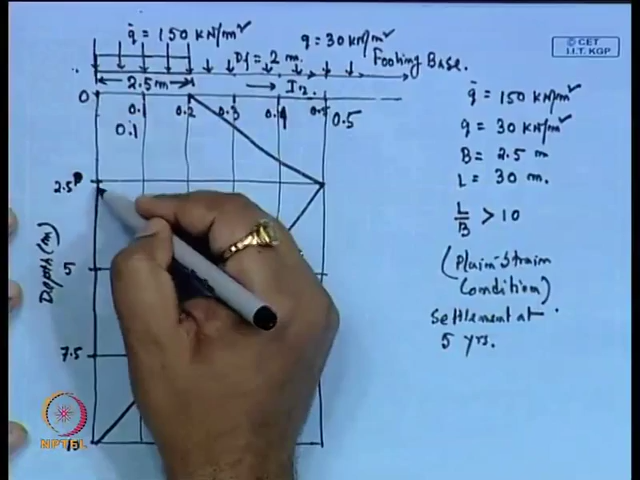 q̄ = 150 kN/m²
q = 30 kN/m²
Df = 2 m.
Footing Base.
2.5m
Iz.
0
0.1
0.2
0.3
0.4
0.5
0.1
2.5
Depth (m)
5
7.5
q̄ = 150 kN/m²
q = 30 kN/m²
B = 2.5 m
L = 30 m.
L/B > 10
(Plain-Strain
Condition)
Settlement at
5 yrs.
© CET
I.I.T. KGP
NPTEL